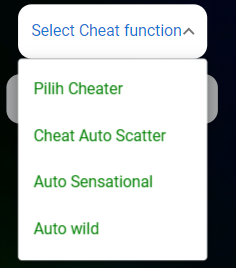 Select Cheat function
Pilih Cheater
Cheat Auto Scatter
Auto Sensational
Auto wild